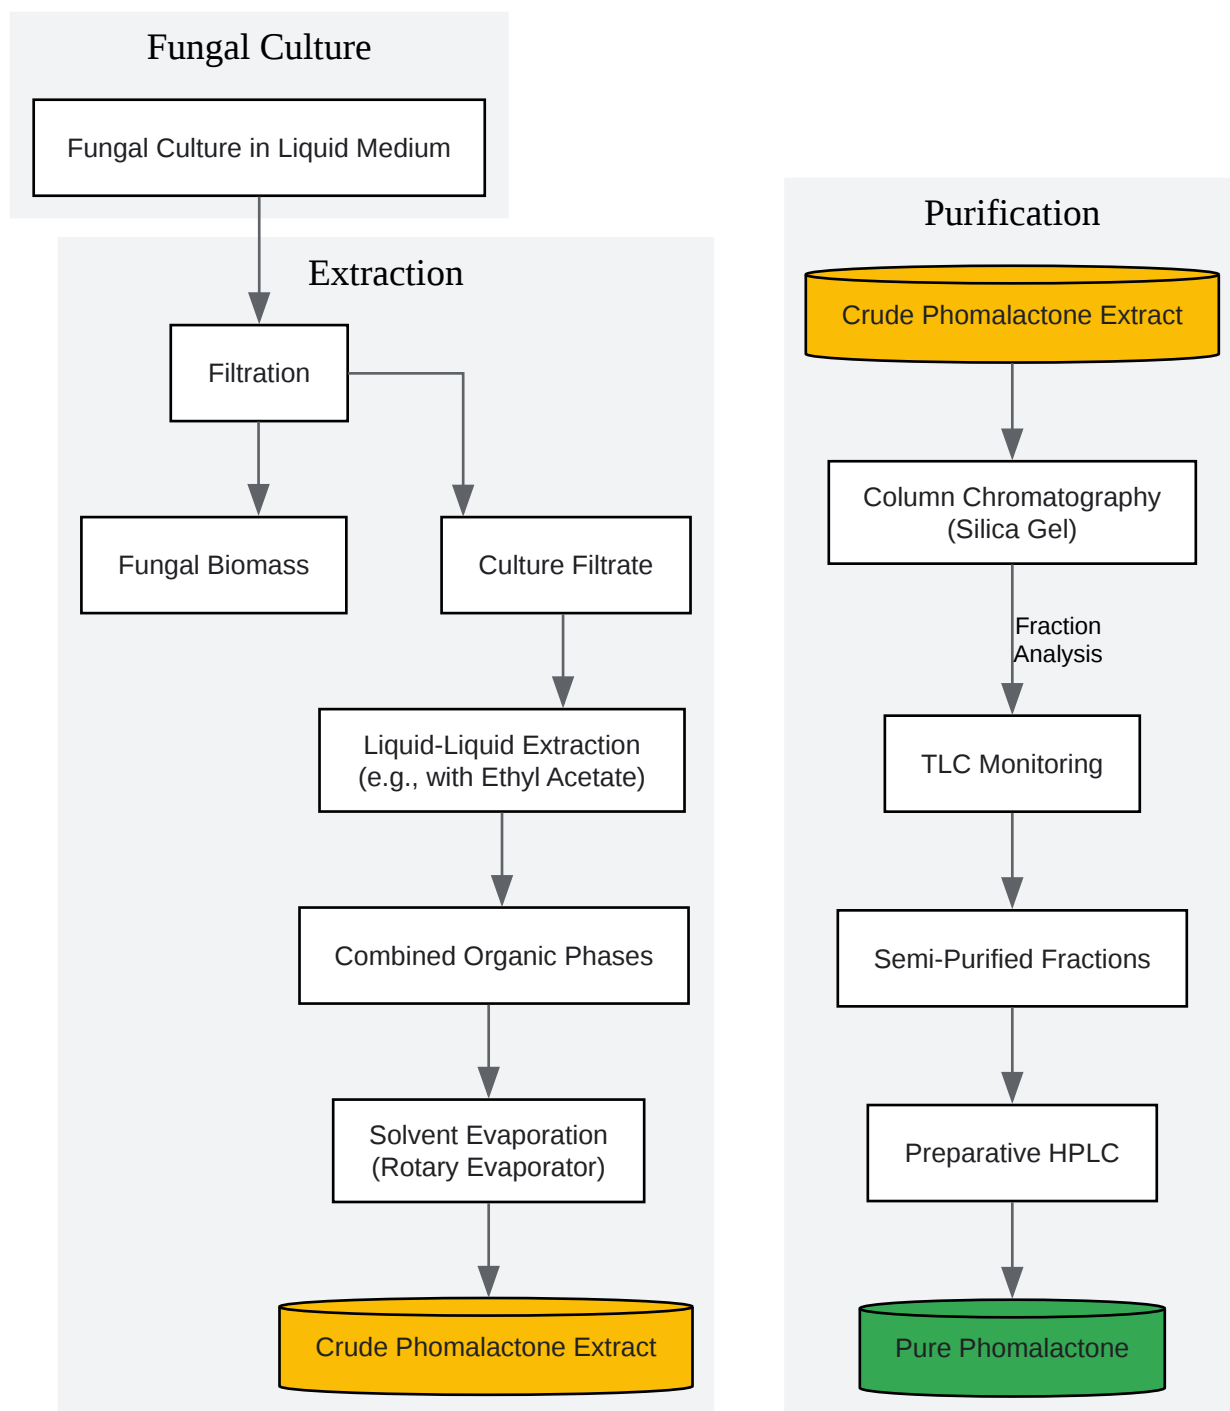 Fungal Culture
Fungal Culture in Liquid Medium
Extraction
Filtration
Fungal Biomass
Culture Filtrate
Liquid-Liquid Extraction
(e.g., with Ethyl Acetate)
Combined Organic Phases
Solvent Evaporation
(Rotary Evaporator)
Crude Phomalactone Extract
Purification
Crude Phomalactone Extract
Column Chromatography
(Silica Gel)
Fraction
Analysis
TLC Monitoring
Semi-Purified Fractions
Preparative HPLC
Pure Phomalactone